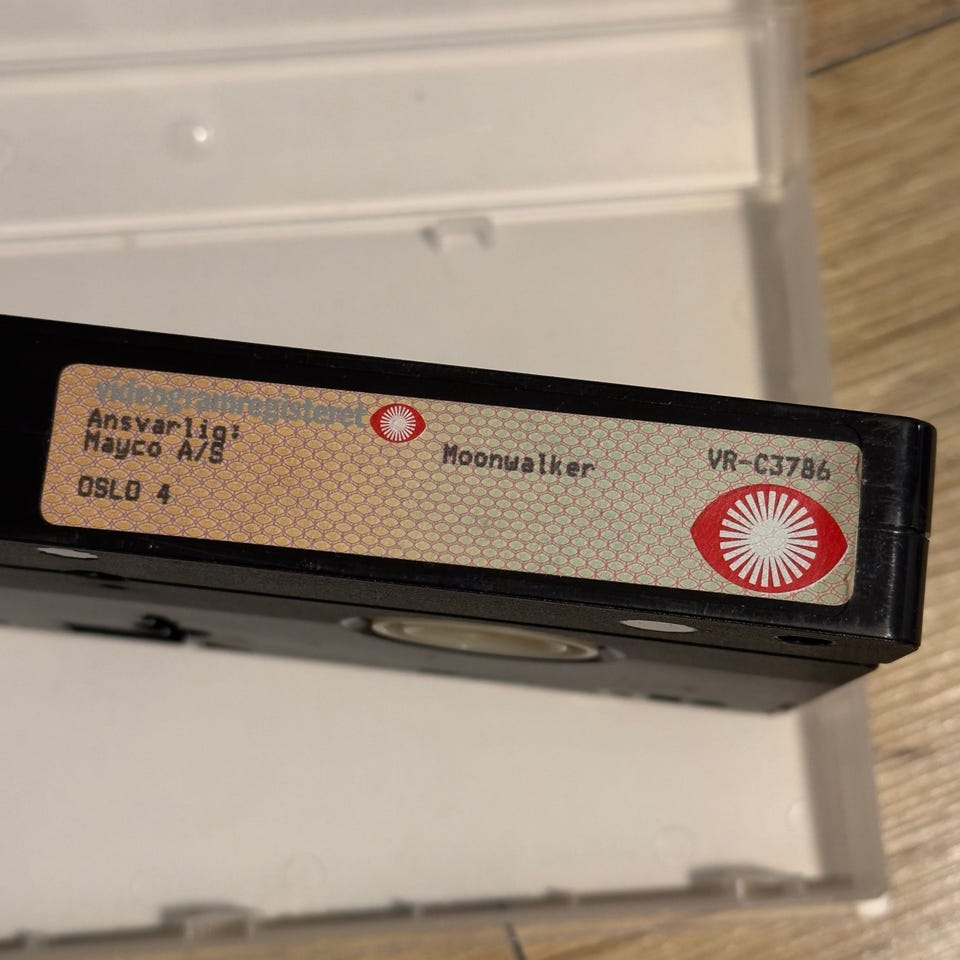 videogramregisteret
Ansvarlig:
Mayco A/S
OSLO 4
Moonwalker
VR-C3786